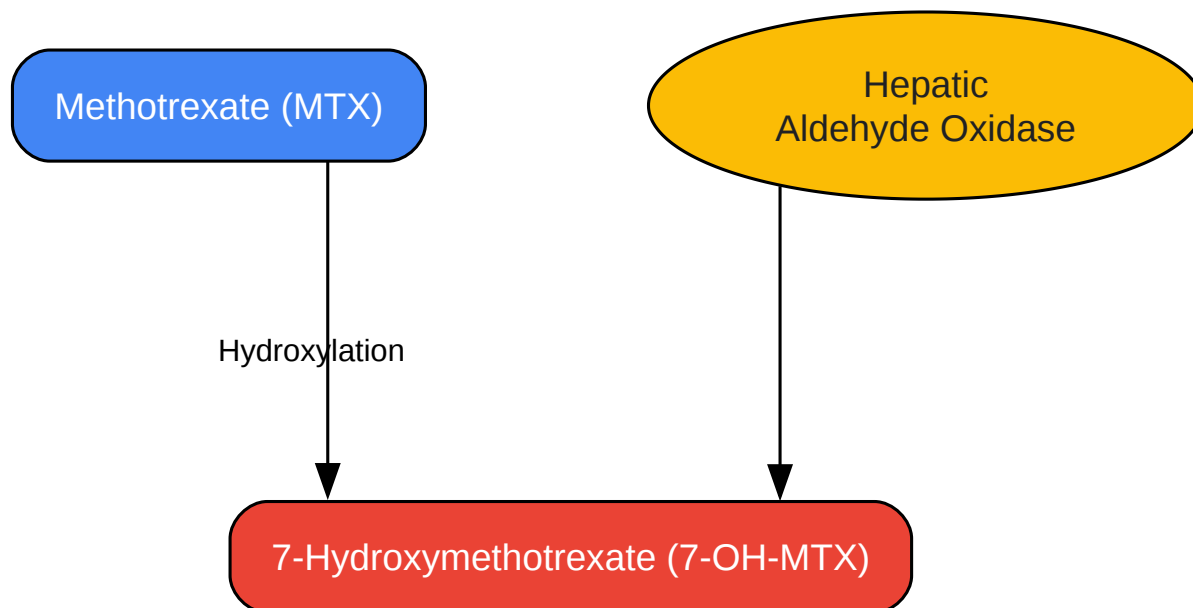 Methotrexate (MTX)
Hepatic
Aldehyde Oxidase
Hydroxylation
7-Hydroxymethotrexate (7-OH-MTX)